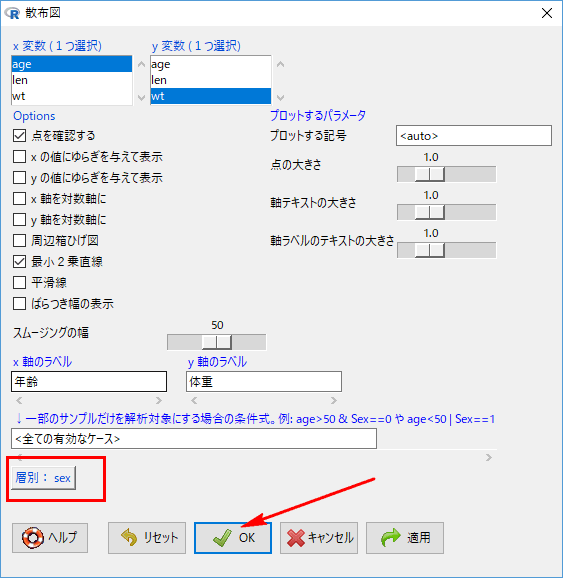 散布図
x 変数 ( 1つ選択) y 変数 ( 1つ選択)
age age
len len
wt wt
Options プロットするパラメータ
点を確認する プロットする記号 <auto>
x の値にゆらぎを与えて表示 1.0
y の値にゆらぎを与えて表示 点の大きさ
x 軸を対数軸に 1.0
y 軸を対数軸に 軸テキストの大きさ
周辺箱ひげ図 1.0
最小２乗直線 軸ラベルのテキストの大きさ
平滑線
ばらつき幅の表示
50
スムージングの幅
x 軸のラベル y 軸のラベル
年齢 体重
↓一部のサンプルだけを解析対象にする場合の条件式。例: age>50 & Sex==0 や age<50 | Sex==1
<全ての有効なケース>
層別： sex
ヘルプ リセット OK キャンセル 適用